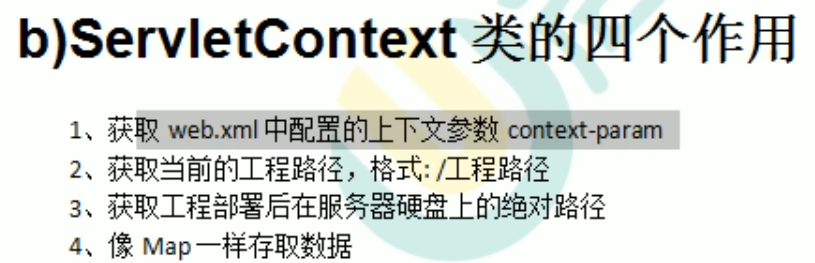 b)ServletContext 类的四个作用
1、获取 web.xml 中配置的上下文参数 context-param
2、获取当前的工程路径，格式: /工程路径
3、获取工程部署后在服务器硬盘上的绝对路径
4、像 Map 一样存取数据